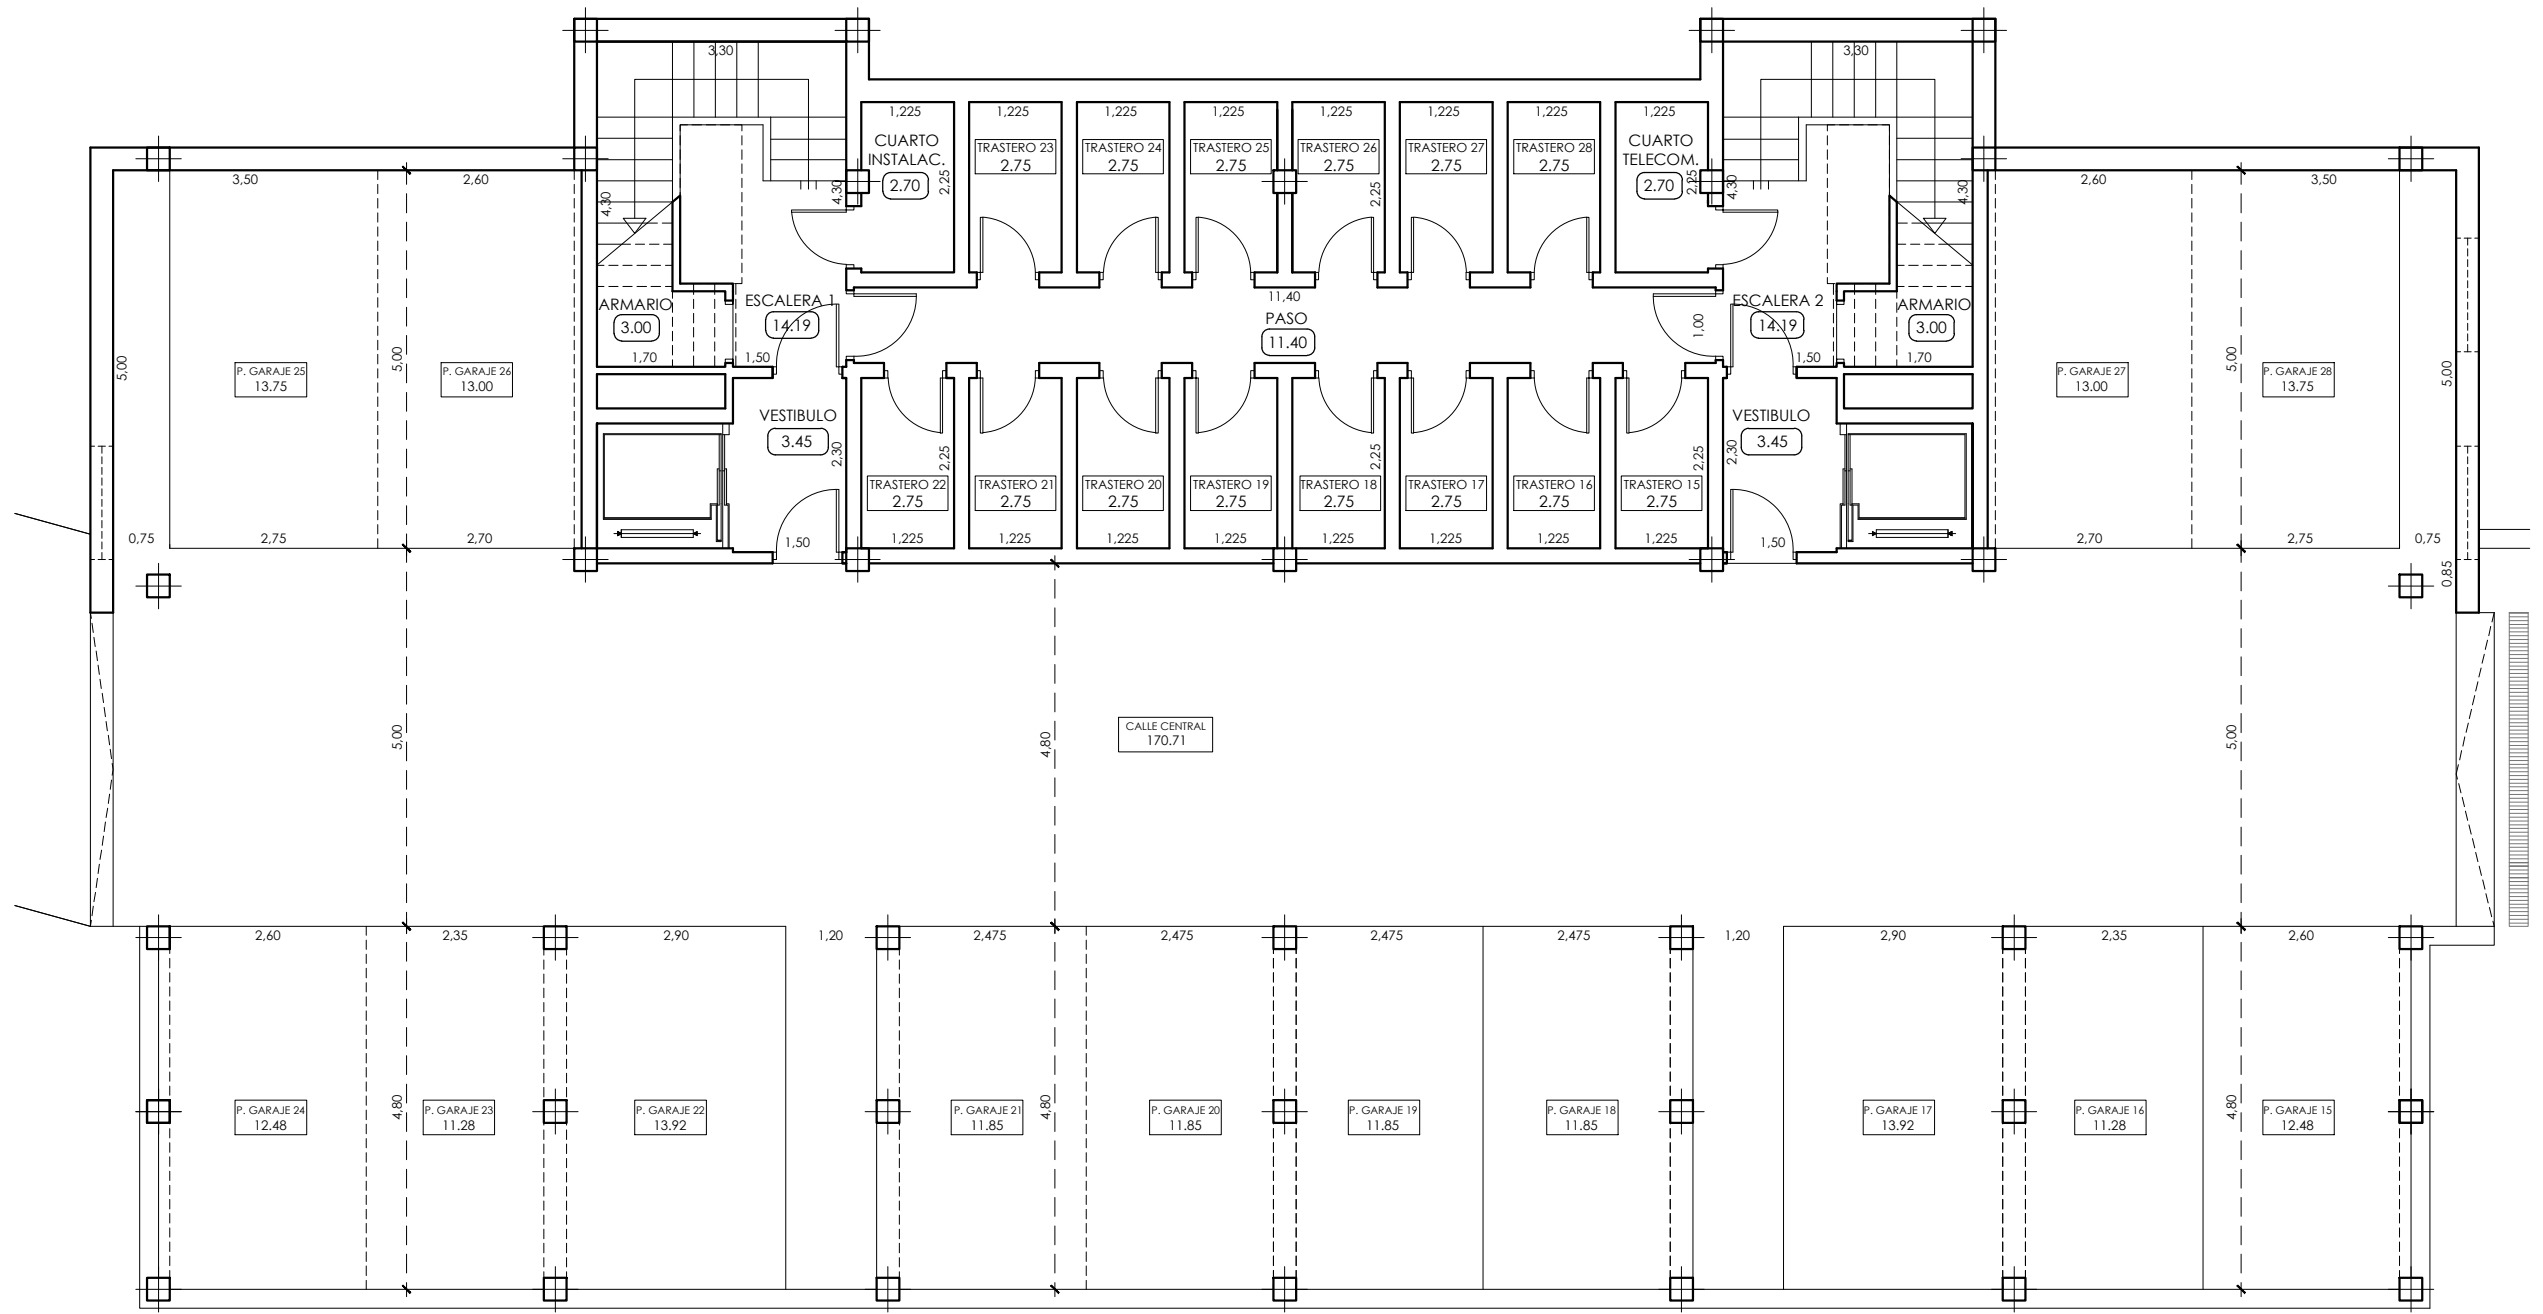 3,30
3,30
1,225
1,225
1,225
1,225
1,225
1,225
1,225
1,225
CUARTO
INSTALAC.
2.70
TRASTERO 23
2.75
TRASTERO 24
2.75
TRASTERO 25
2.75
TRASTERO 26
2.75
TRASTERO 27
2.75
TRASTERO 28
2.75
CUARTO
TELECOM.
2.70
3,50
2,60
4,30
4,30
2,25
2,25
2,25
4,30
4,30
2,60
3,50
ARMARIO
3.00
ESCALERA 1
14.19
11,40
PASO
11.40
1,00
ESCALERA 2
14.19
ARMARIO
3.00
1,70
1,50
1,50
1,70
5,00
P. GARAJE 25
13.75
5,00
P. GARAJE 26
13.00
P. GARAJE 27
13.00
5,00
P. GARAJE 28
13.75
5,00
VESTIBULO
3.45
2,30
2,25
2,25
2,25
2,30
VESTIBULO
3.45
TRASTERO 22
2.75
TRASTERO 21
2.75
TRASTERO 20
2.75
TRASTERO 19
2.75
TRASTERO 18
2.75
TRASTERO 17
2.75
TRASTERO 16
2.75
TRASTERO 15
2.75
0,75
2,75
2,70
1,50
1,225
1,225
1,225
1,225
1,225
1,225
1,225
1,225
1,50
2,70
2,75
0,75
0,85
5,00
4,80
CALLE CENTRAL
170.71
5,00
2,60
2,35
2,90
1,20
2,475
2,475
2,475
2,475
1,20
2,90
2,35
2,60
P. GARAJE 24
12.48
4,80
P. GARAJE 23
11.28
P. GARAJE 22
13.92
P. GARAJE 21
11.85
4,80
P. GARAJE 20
11.85
P. GARAJE 19
11.85
P. GARAJE 18
11.85
P. GARAJE 17
13.92
P. GARAJE 16
11.28
4,80
P. GARAJE 15
12.48